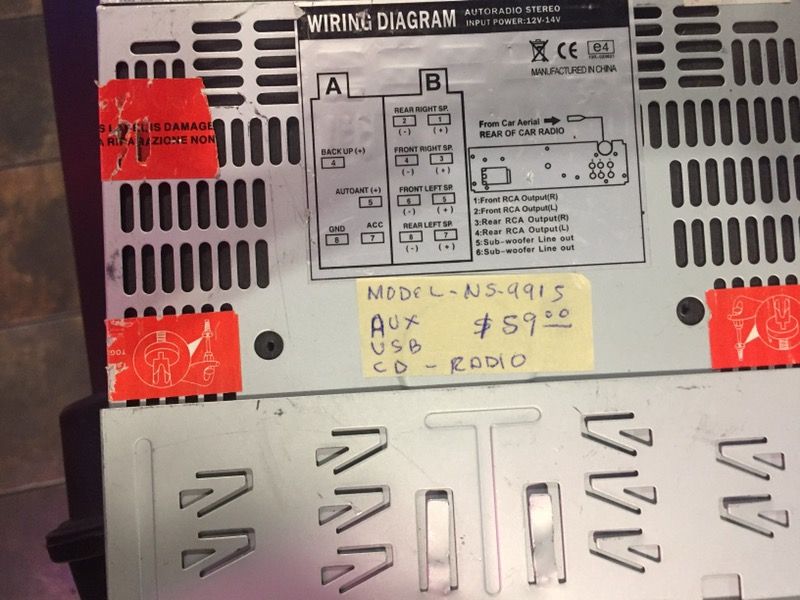 WIRING DIAGRAM
AUTORADIO STEREO
INPUT POWER:12V-14V
CE
e4
MANUFACTURED IN CHINA
A
B
REAR RIGHT SP.
2 1
(-) (+)
BACK UP (+)
4
FRONT RIGHT SP.
4 3
(-) (+)
AUTOANT (+)
5
FRONT LEFT SP.
6 5
(-) (+)
GND ACC
8 7
REAR LEFT SP.
8 7
(-) (+)
From Car Aerial
REAR OF CAR RADIO
1:Front RCA Output(R)
2:Front RCA Output(L)
3:Rear RCA Output(R)
4:Rear RCA Output(L)
5:Sub-woofer Line out
6:Sub-woofer Line out
IS DAMAGE
NON
MODEL-NS-9915
AUX $59.00
USB
CD - RADIO